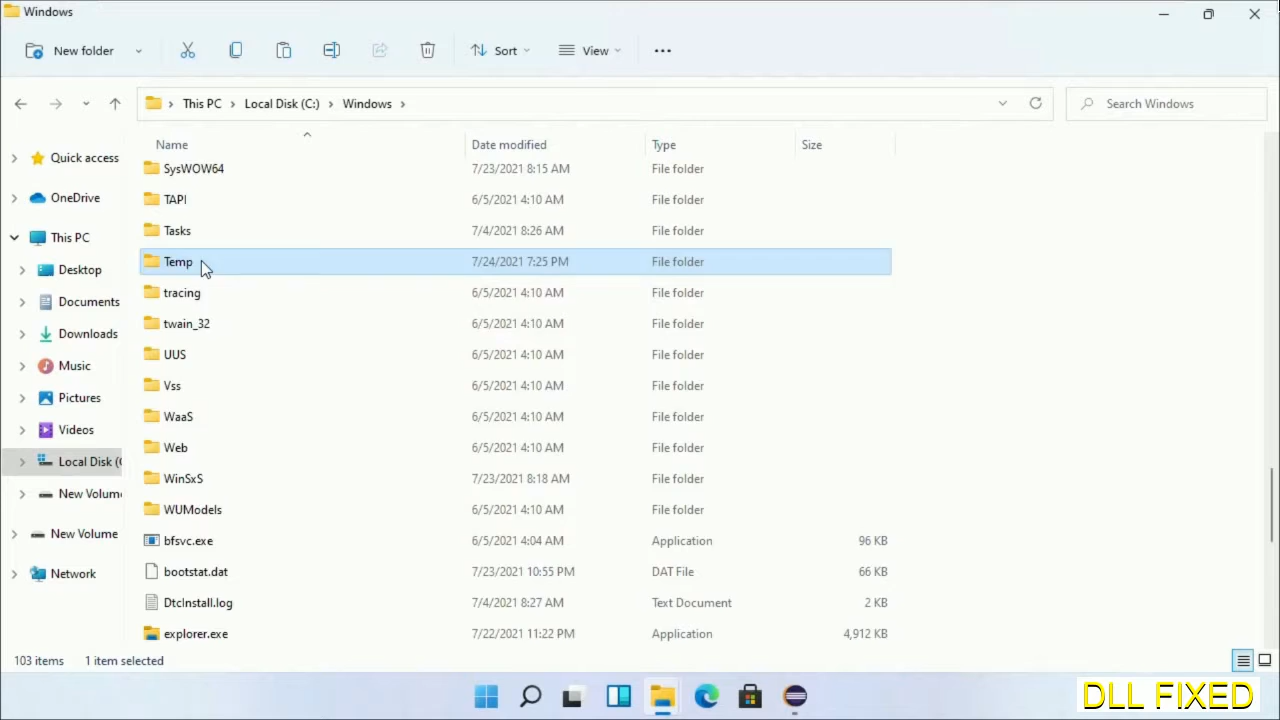 Windows
New folder Sort View
This PC Local Disk (C:) Windows Search Windows
Name Date modified Type Size
SysWOW64 7/23/2021 8:15 AM File folder
TAPI 6/5/2021 4:10 AM File folder
Tasks 7/4/2021 8:26 AM File folder
Temp 7/24/2021 7:25 PM File folder
tracing 6/5/2021 4:10 AM File folder
twain_32 6/5/2021 4:10 AM File folder
UUS 6/5/2021 4:10 AM File folder
Vss 6/5/2021 4:10 AM File folder
WaaS 6/5/2021 4:10 AM File folder
Web 6/5/2021 4:10 AM File folder
WinSxS 7/23/2021 8:18 AM File folder
WUModels 6/5/2021 4:10 AM File folder
bfsvc.exe 6/5/2021 4:04 AM Application 96 KB
bootstat.dat 7/23/2021 10:55 PM DAT File 66 KB
DtcInstall.log 7/4/2021 8:27 AM Text Document 2 KB
explorer.exe 7/22/2021 11:22 PM Application 4,912 KB
Quick access
OneDrive
This PC
Desktop
Documents
Downloads
Music
Pictures
Videos
Local Disk (C
New Volume
New Volume
Network
103 items 1 item selected
DLL FIXED